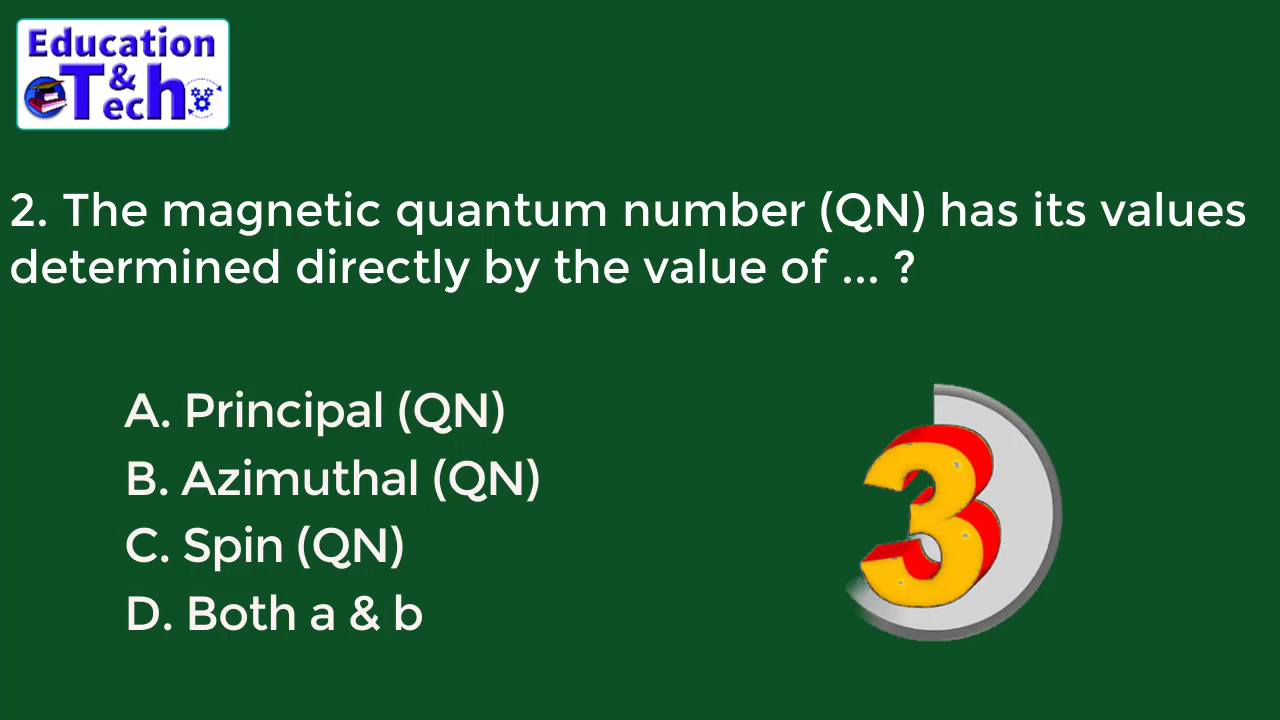 Education
& Tech
2. The magnetic quantum number (QN) has its values
determined directly by the value of ... ?
A. Principal (QN)
B. Azimuthal (QN)
C. Spin (QN)
D. Both a & b
3